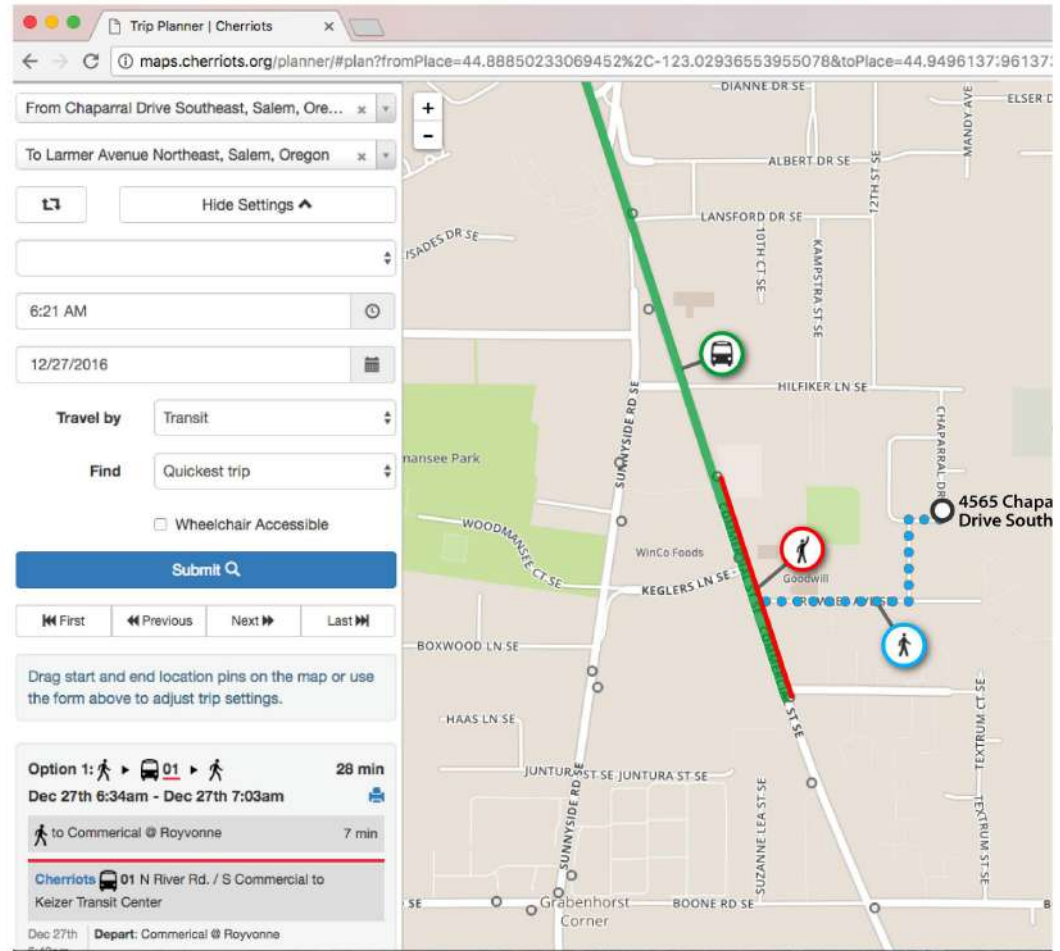 Trip Planner | Cherriots
maps.cherriots.org/planner/#plan?fromPlace=44.88850233069452%2C-123.02936553955078&toPlace=44.9496137
From Chaparral Drive Southeast, Salem, Ore...
To Larmer Avenue Northeast, Salem, Oregon
Hide Settings
6:21 AM
12/27/2016
Travel by Transit
Find Quickest trip
Wheelchair Accessible
Submit
First Previous Next Last
Drag start and end location pins on the map or use
the form above to adjust trip settings.
Option 1: 01 28 min
Dec 27th 6:34am - Dec 27th 7:03am
to Commerical @ Royvonne 7 min
Cherriots 01 N River Rd. / S Commercial to
Keizer Transit Center
Dec 27th Depart: Commerical @ Royvonne
+
-
DIANNE DR SE
MANDY AVE
ELSER D
ALBERT DR SE
12TH ST SE
LANSFORD DR SE
10TH CT SE
KAMPSTRA ST SE
/SADES DR SE
HILFIKER LN SE
SUNNYSIDE RD SE
CHAPARRAL DR
mansee Park
4565 Chapa
Drive South
WOODMANSEE CT SE
WinCo Foods
COMMERCIAL ST SE
Goodwill
KEGLERS LN SE
BOXWOOD LN SE
COMMERCIAL ST SE
HAAS LN SE
TEXTRUM CT SE
JUNTURA ST SE JUNTURA ST SE
SUNNYSIDE RD SE
SUZANNE LEA ST SE
TEXTRUM ST SE
SE
Grabenhorst
Corner
BOONE RD SE
B